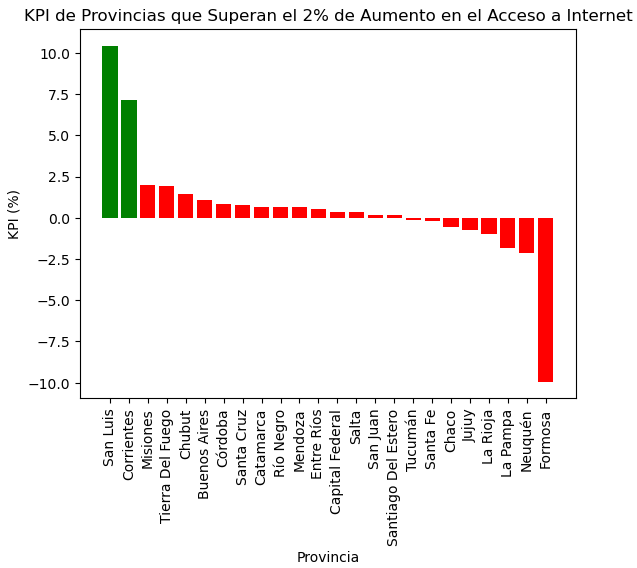 KPI de Provincias que Superan el 2% de Aumento en el Acceso a Internet
KPI (%)
10.0
7.5
5.0
2.5
0.0
−2.5
−5.0
−7.5
−10.0
San Luis
Corrientes
Misiones
Tierra Del Fuego
Chubut
Buenos Aires
Córdoba
Santa Cruz
Catamarca
Río Negro
Mendoza
Entre Ríos
Capital Federal
Salta
San Juan
Santiago Del Estero
Tucumán
Santa Fe
Chaco
Jujuy
La Rioja
La Pampa
Neuquén
Formosa
Provincia